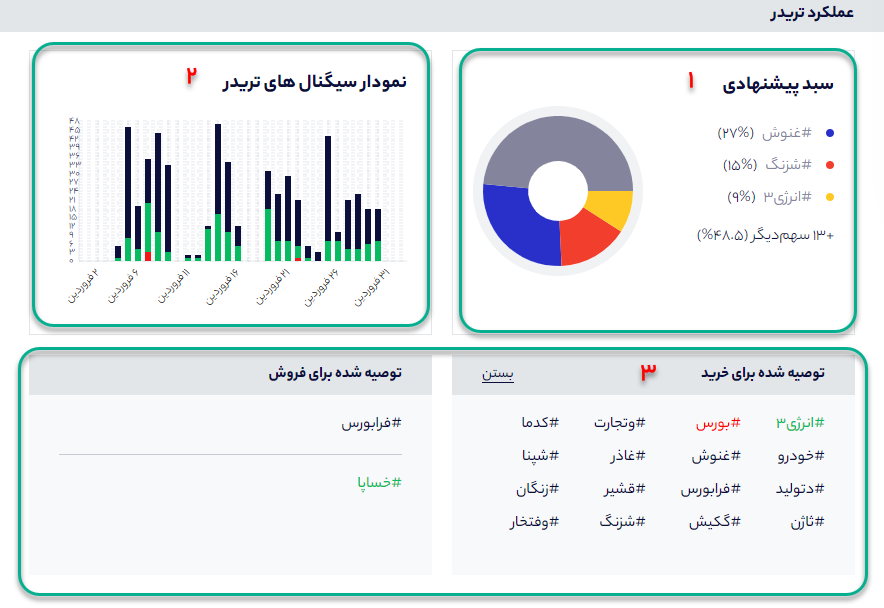 عملکرد تریدر
سبد پیشنهادی
۱
#غنوش (۲۷%)
#شزنگ (۱۵%)
#انرژی۳ (۹%)
+۱۳ سهم‌دیگر (۴۸.۵%)
نمودار سیگنال های تریدر
۲
۴۸
۴۵
۴۲
۳۹
۳۶
۳۳
۳۰
۲۷
۲۴
۲۱
۱۸
۱۵
۱۲
۹
۶
۳
۰
۲ فروردین
۶ فروردین
۱۱ فروردین
۱۶ فروردین
۲۱ فروردین
۲۶ فروردین
۳۱ فروردین
توصیه شده برای خرید
۳
بستن
#انرژی۳ #بورس #وتجارت #کدما
#خودرو #غنوش #غاذر #شپنا
#دتولید #فرابورس #قشیر #زنگان
#ثاژن #گکیش #شزنگ #وفتخار
توصیه شده برای فروش
#فرابورس
#خساپا